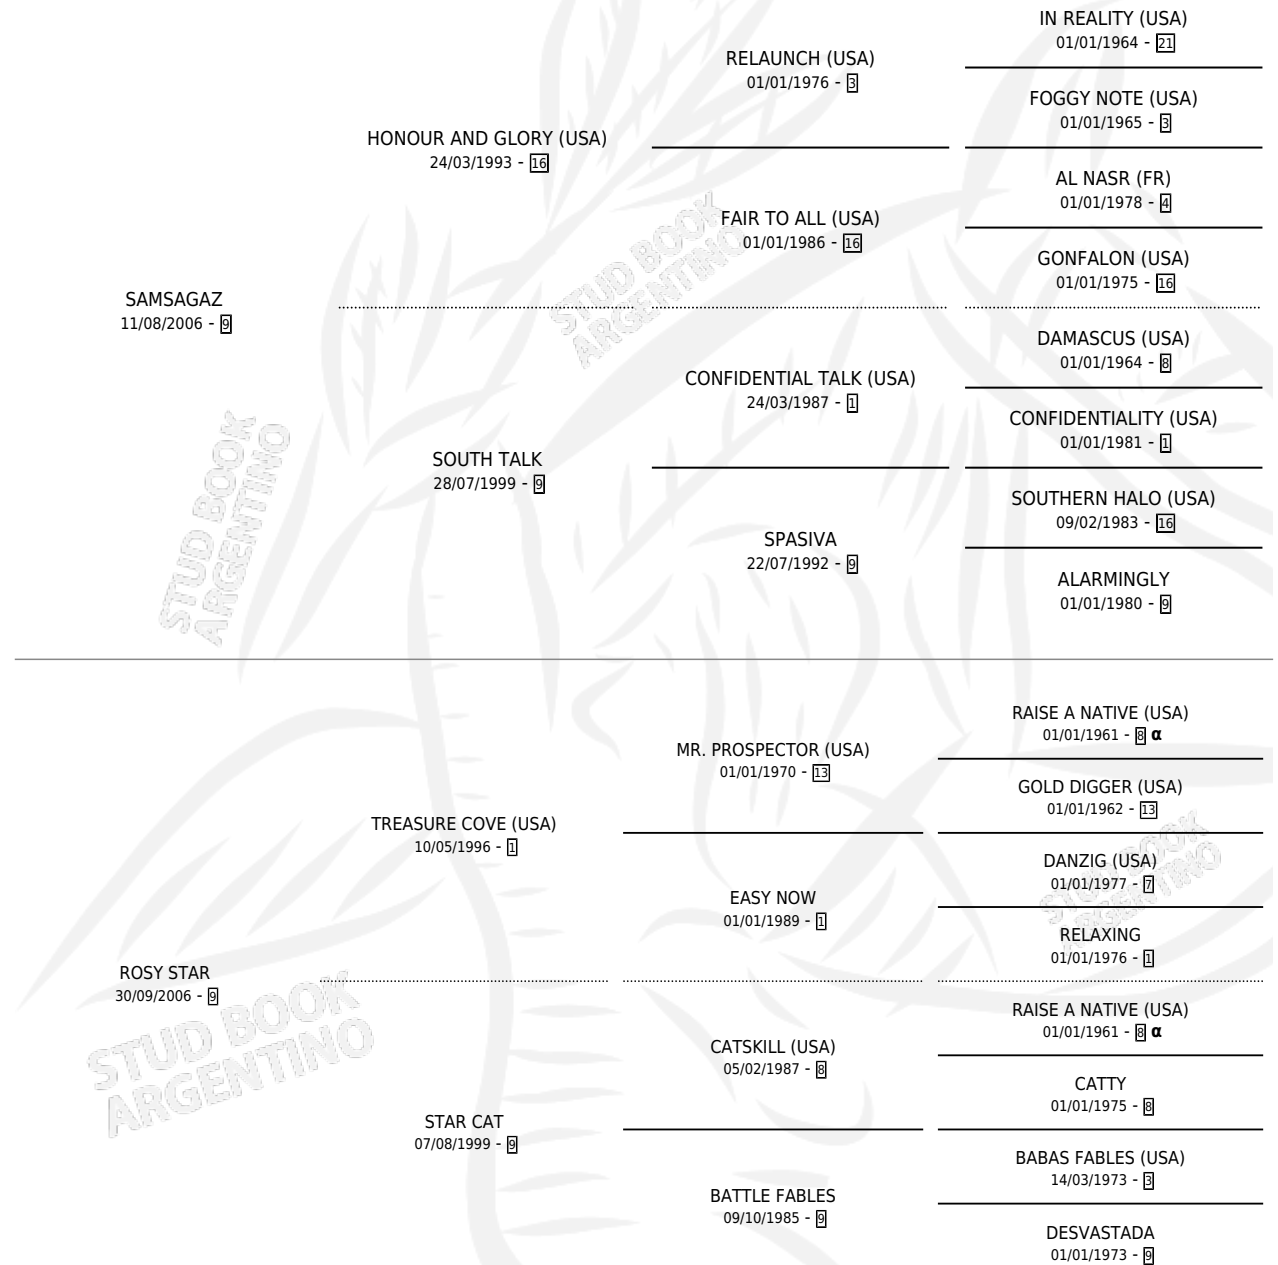 IN REALITY (USA)
01/01/1964 - 21
RELAUNCH (USA)
01/01/1976 - 3
FOGGY NOTE (USA)
01/01/1965 - 3
HONOUR AND GLORY (USA)
24/03/1993 - 16
AL NASR (FR)
01/01/1978 - 4
FAIR TO ALL (USA)
01/01/1986 - 16
GONFALON (USA)
01/01/1975 - 16
SAMSAGAZ
11/08/2006 - 9
DAMASCUS (USA)
01/01/1964 - 8
CONFIDENTIAL TALK (USA)
24/03/1987 - 1
CONFIDENTIALITY (USA)
01/01/1981 - 1
SOUTH TALK
28/07/1999 - 9
SOUTHERN HALO (USA)
09/02/1983 - 16
SPASIVA
22/07/1992 - 9
ALARMINGLY
01/01/1980 - 9
RAISE A NATIVE (USA)
01/01/1961 - 8 α
MR. PROSPECTOR (USA)
01/01/1970 - 13
GOLD DIGGER (USA)
01/01/1962 - 13
TREASURE COVE (USA)
10/05/1996 - 1
DANZIG (USA)
01/01/1977 - 7
EASY NOW
01/01/1989 - 1
RELAXING
01/01/1976 - 1
ROSY STAR
30/09/2006 - 9
RAISE A NATIVE (USA)
01/01/1961 - 8 α
CATSKILL (USA)
05/02/1987 - 8
CATTY
01/01/1975 - 8
STAR CAT
07/08/1999 - 9
BABAS FABLES (USA)
14/03/1973 - 3
BATTLE FABLES
09/10/1985 - 9
DESVASTADA
01/01/1973 - 9
STUD BOOK
ARGENTINO
STUD BOOK
ARGENTINO
STUD BOOK
ARGENTINO
STUD BOOK
ARGENTINO